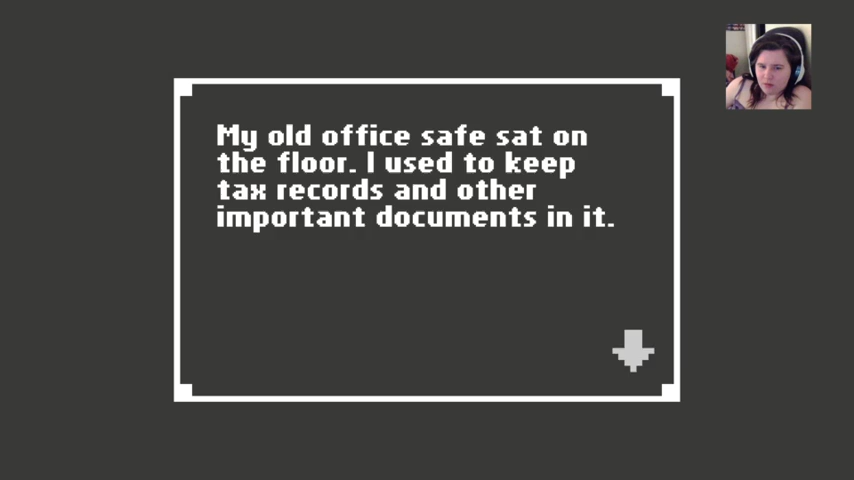 My old office safe sat on
the floor. I used to keep
tax records and other
important documents in it.